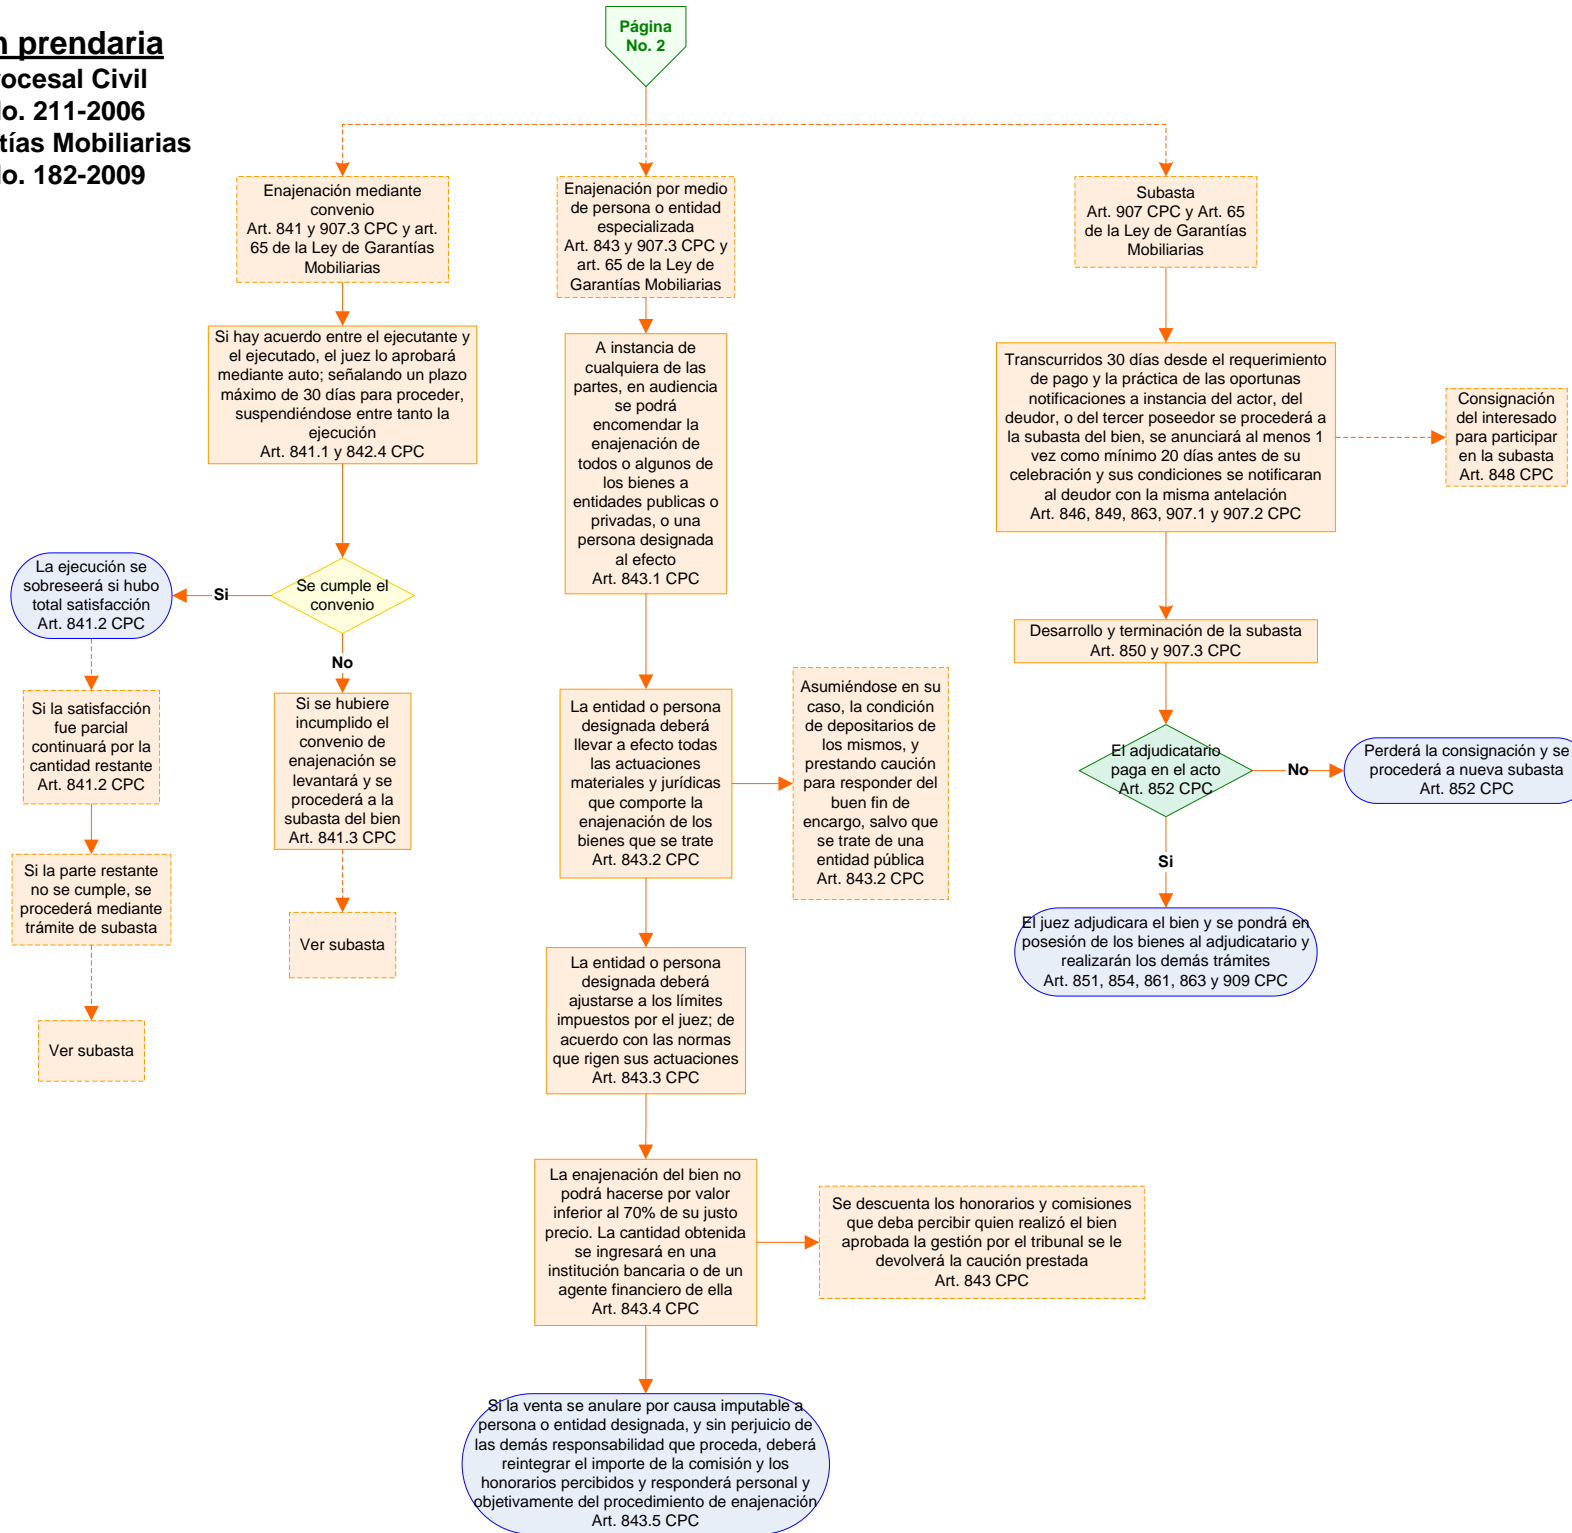 n prendaria
ocesal Civil
o. 211-2006
tías Mobiliarias
o. 182-2009
Página
No. 2
Enajenación mediante
convenio
Art. 841 y 907.3 CPC y art.
65 de la Ley de Garantías
Mobiliarias
Enajenación por medio
de persona o entidad
especializada
Art. 843 y 907.3 CPC y
art. 65 de la Ley de
Garantías Mobiliarias
Subasta
Art. 907 CPC y Art. 65
de la Ley de Garantías
Mobiliarias
Si hay acuerdo entre el ejecutante y
el ejecutado, el juez lo aprobará
mediante auto; señalando un plazo
máximo de 30 días para proceder,
suspendiéndose entre tanto la
ejecución
Art. 841.1 y 842.4 CPC
A instancia de
cualquiera de las
partes, en audiencia
se podrá
encomendar la
enajenación de
todos o algunos de
los bienes a
entidades publicas o
privadas, o una
persona designada
al efecto
Art. 843.1 CPC
Transcurridos 30 días desde el requerimiento
de pago y la práctica de las oportunas
notificaciones a instancia del actor, del
deudor, o del tercer poseedor se procederá a
la subasta del bien, se anunciará al menos 1
vez como mínimo 20 días antes de su
celebración y sus condiciones se notificaran
al deudor con la misma antelación
Art. 846, 849, 863, 907.1 y 907.2 CPC
Consignación
del interesado
para participar
en la subasta
Art. 848 CPC
La ejecución se
sobreseerá si hubo
total satisfacción
Art. 841.2 CPC
Si
Se cumple el
convenio
No
Desarrollo y terminación de la subasta
Art. 850 y 907.3 CPC
Si la satisfacción
fue parcial
continuará por la
cantidad restante
Art. 841.2 CPC
Si se hubiere
incumplido el
convenio de
enajenación se
levantará y se
procederá a la
subasta del bien
Art. 841.3 CPC
La entidad o persona
designada deberá
llevar a efecto todas
las actuaciones
materiales y jurídicas
que comporte la
enajenación de los
bienes que se trate
Art. 843.2 CPC
Asumiéndose en su
caso, la condición
de depositarios de
los mismos, y
prestando caución
para responder del
buen fin de
encargo, salvo que
se trate de una
entidad pública
Art. 843.2 CPC
El adjudicatario
paga en el acto
Art. 852 CPC
No
Perderá la consignación y se
procederá a nueva subasta
Art. 852 CPC
Si
Si la parte restante
no se cumple, se
procederá mediante
trámite de subasta
Ver subasta
El juez adjudicara el bien y se pondrá en
posesión de los bienes al adjudicatario y
realizarán los demás trámites
Art. 851, 854, 861, 863 y 909 CPC
La entidad o persona
designada deberá
ajustarse a los límites
impuestos por el juez; de
acuerdo con las normas
que rigen sus actuaciones
Art. 843.3 CPC
Ver subasta
La enajenación del bien no
podrá hacerse por valor
inferior al 70% de su justo
precio. La cantidad obtenida
se ingresará en una
institución bancaria o de un
agente financiero de ella
Art. 843.4 CPC
Se descuenta los honorarios y comisiones
que deba percibir quien realizó el bien
aprobada la gestión por el tribunal se le
devolverá la caución prestada
Art. 843 CPC
Si la venta se anulare por causa imputable a
persona o entidad designada, y sin perjuicio de
las demás responsabilidad que proceda, deberá
reintegrar el importe de la comisión y los
honorarios percibidos y responderá personal y
objetivamente del procedimiento de enajenación
Art. 843.5 CPC